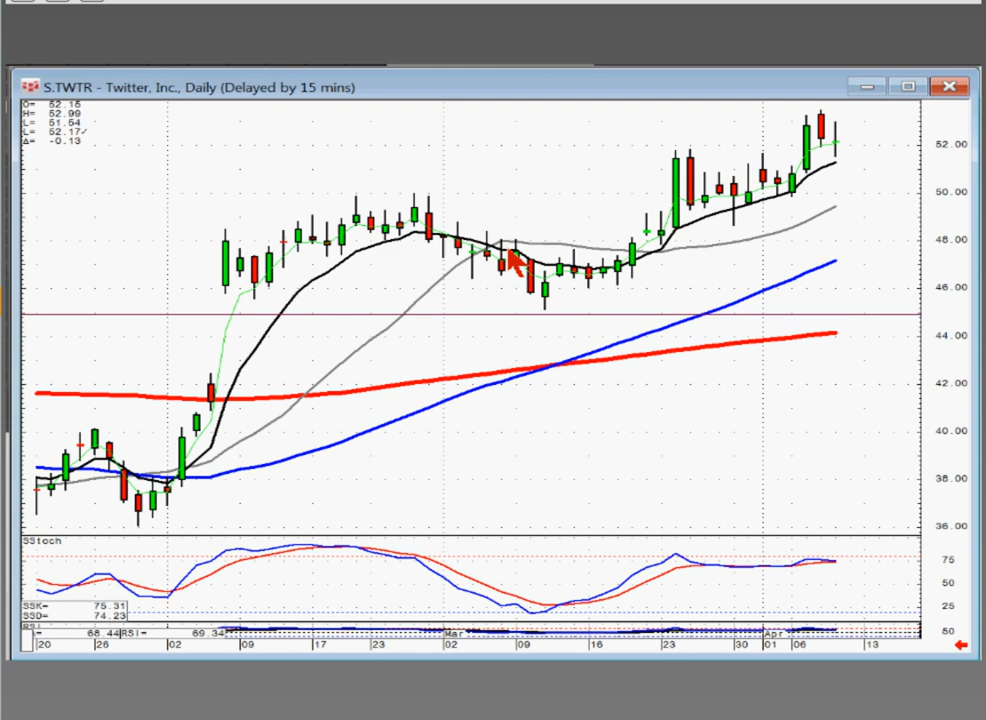 S.TWTR - Twitter, Inc., Daily (Delayed by 15 mins)
O= 52.15
H= 52.99
L= 51.54
L= 52.17✓
Δ= -0.13
52.00
50.00
48.00
46.00
44.00
42.00
40.00
38.00
36.00
SStoch
75
50
25
SSK= 75.31
SSD= 74.23
RSI
68.44 RSI= 69.34
50
Mar
Apr
20 26 02 09 17 23 02 09 16 23 30 01 06 13